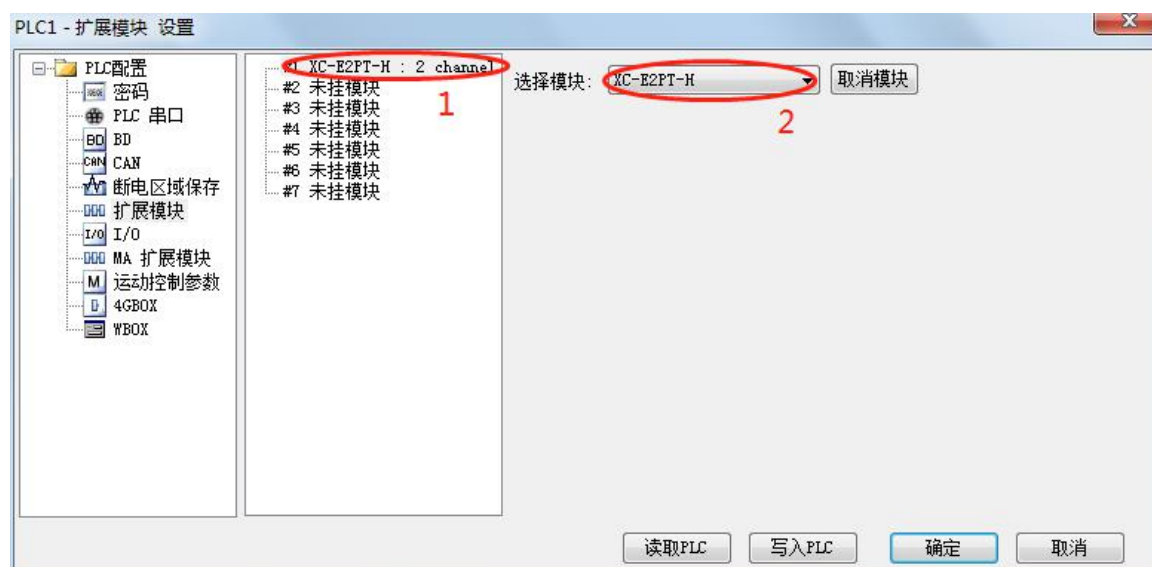 PLC1 - 扩展模块 设置
PLC配置
密码
PLC 串口
BD BD
CAN CAN
断电区域保存
扩展模块
I/O I/O
MA 扩展模块
M 运动控制参数
4GBOX
WBOX
#1 XC-E2PT-H : 2 channel
#2 未挂模块
#3 未挂模块
#4 未挂模块
#5 未挂模块
#6 未挂模块
#7 未挂模块
1
选择模块: XC-E2PT-H 取消模块
2
读取PLC 写入PLC 确定 取消